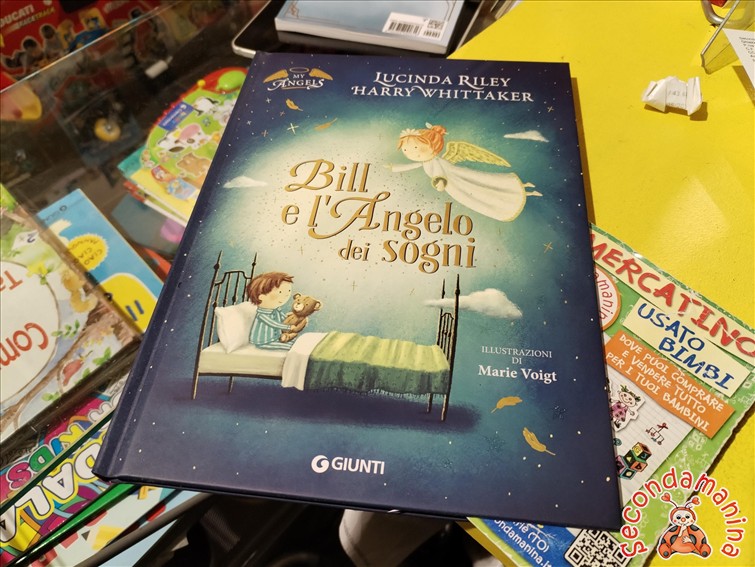 MY
ANGELS
LUCINDA RILEY
HARRY WHITTAKER
Bill
e l'Angelo
dei sogni
ILLUSTRAZIONI
DI
Marie Voigt
GIUNTI
MERCATINO
USATO
BIMBI
DOVE PUOI COMPRARE
E VENDERE TUTTO
PER I TUOI BAMBINI
(TO)
secondamanina